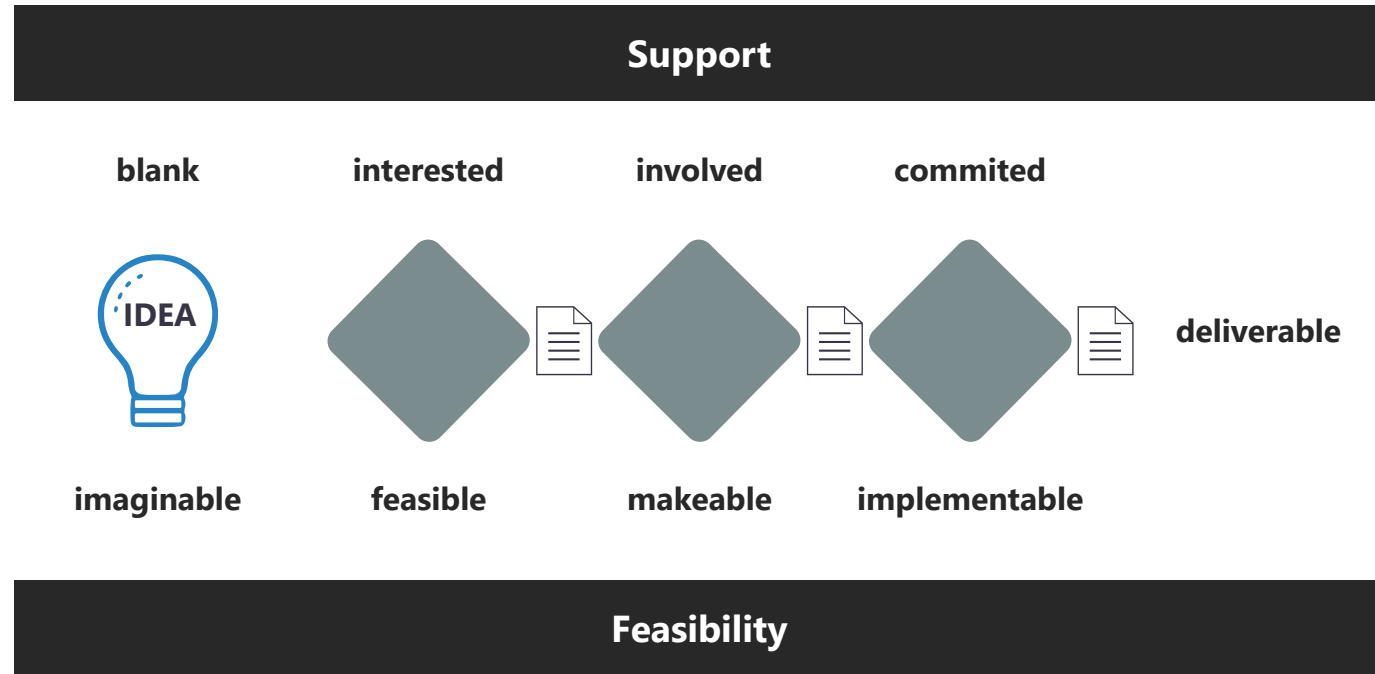 Support
blank interested involved commited
IDEA
deliverable
imaginable feasible makeable implementable
Feasibility